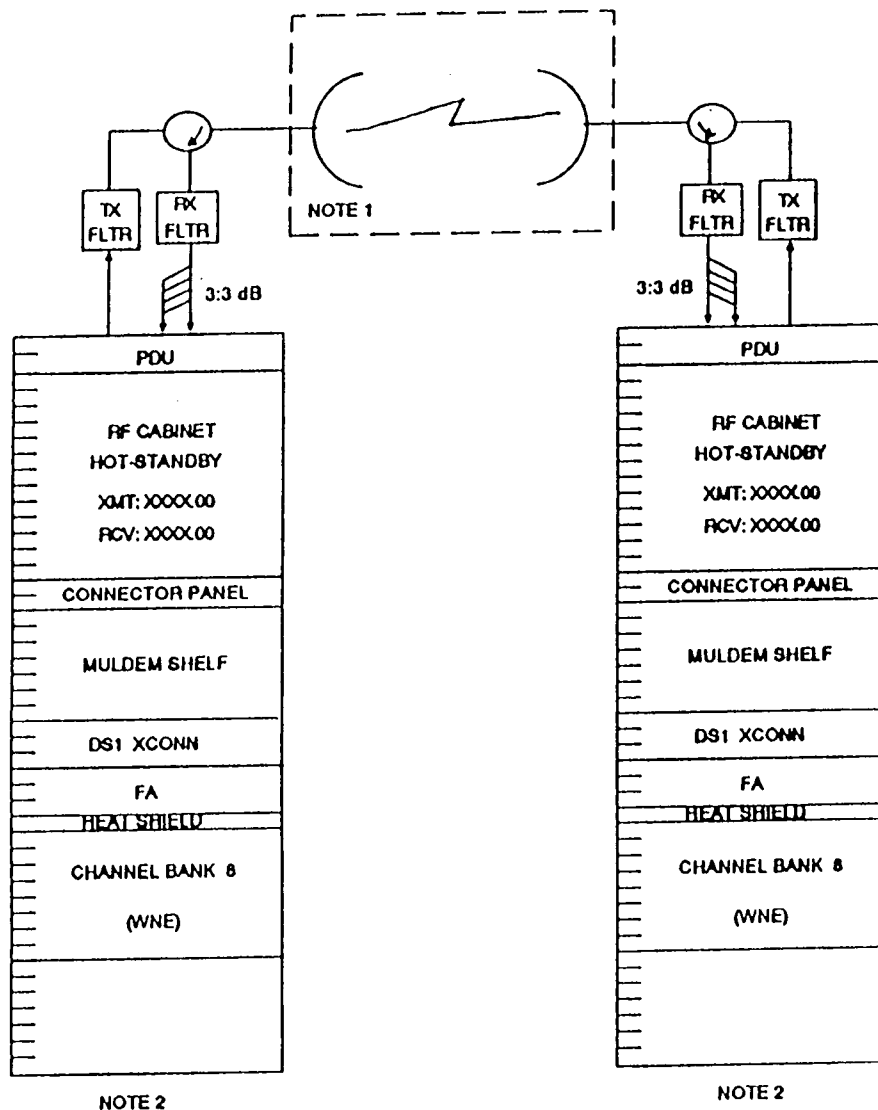 NOTE 1
TX
FLTR
RX
FLTR
3:3 dB
PDU
RF CABINET
HOT-STANDBY
XMT: XXXX.00
RCV: XXXX.00
CONNECTOR PANEL
MULDEM SHELF
DS1 XCONN
FA
HEAT SHIELD
CHANNEL BANK 8
(WNE)
NOTE 2
RX
FLTR
TX
FLTR
3:3 dB
PDU
RF CABINET
HOT-STANDBY
XMT: XXXX.00
RCV: XXXX.00
CONNECTOR PANEL
MULDEM SHELF
DS1 XCONN
FA
HEAT SHIELD
CHANNEL BANK 8
(WNE)
NOTE 2